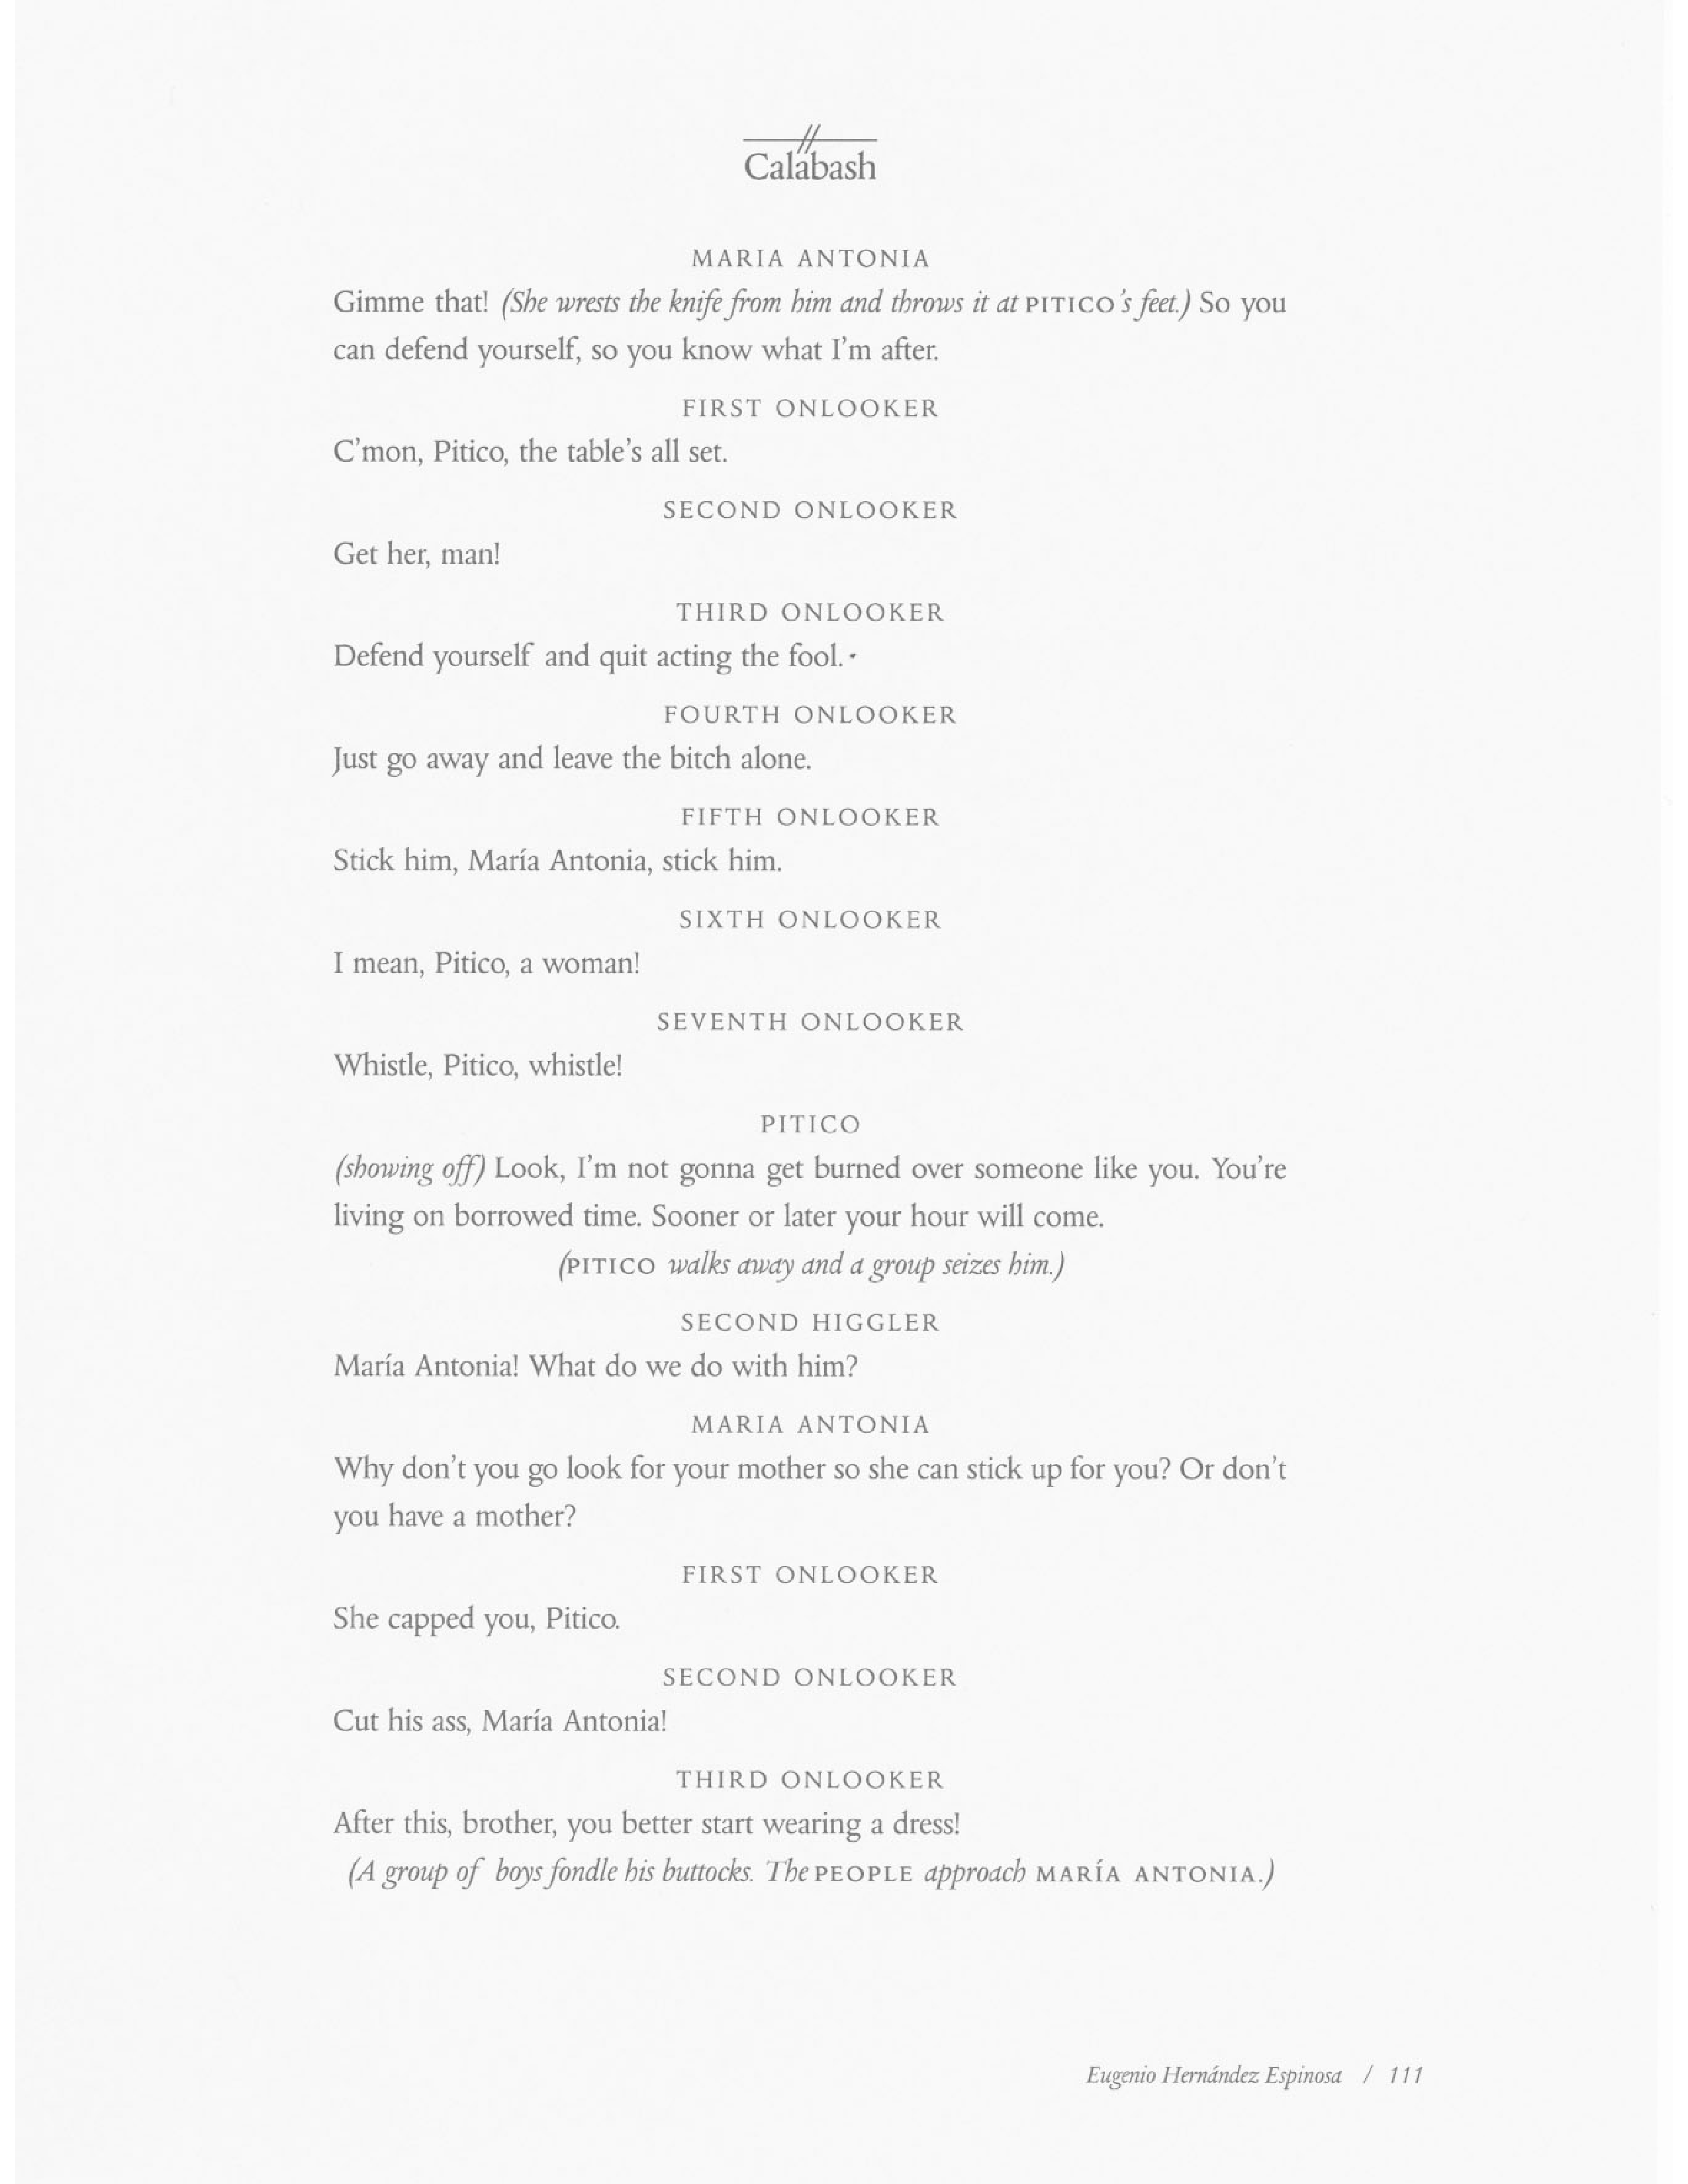 Calabash
MARIA ANTONIA
Gimme that! (She wrests the knife from him and throws it at PITICO's feet.) So you
can defend yourself, so you know what I'm after.
FIRST ONLOOKER
C'mon, Pitico, the table's all set.
SECOND ONLOOKER
Get her, man!
THIRD ONLOOKER
Defend yourself and quit acting the fool.
FOURTH ONLOOKER
Just go away and leave the bitch alone.
FIFTH ONLOOKER
Stick him, María Antonia, stick him.
SIXTH ONLOOKER
I mean, Pitico, a woman!
SEVENTH ONLOOKER
Whistle, Pitico, whistle!
PITICO
(showing off) Look, I'm not gonna get burned over someone like you. You're
living on borrowed time. Sooner or later your hour will come.
(PITICO walks away and a group seizes him.)
SECOND HIGGLER
María Antonia! What do we do with him?
MARIA ANTONIA
Why don't you go look for your mother so she can stick up for you? Or don't
you have a mother?
FIRST ONLOOKER
She capped you, Pitico.
SECOND ONLOOKER
Cut his ass, María Antonia!
THIRD ONLOOKER
After this, brother, you better start wearing a dress!
(A group of boys fondle his buttocks. The PEOPLE approach MARÍA ANTONIA.)
Eugenio Hernández Espinosa / 111